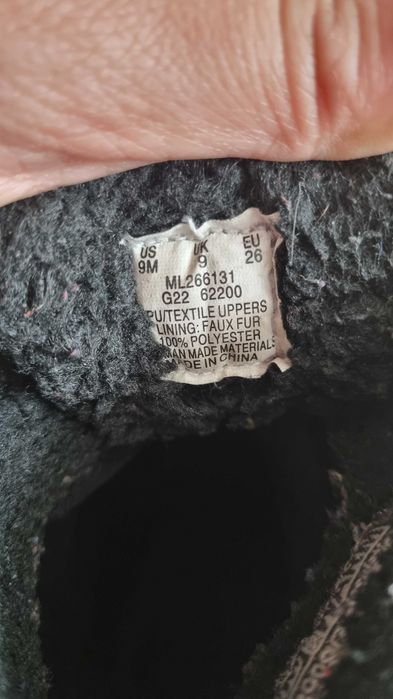 US UK EU
9M 9 26
ML266131
G22 62200
PU/TEXTILE UPPERS
LINING: FAUX FUR
100% POLYESTER
MAN MADE MATERIALS
MADE IN CHINA